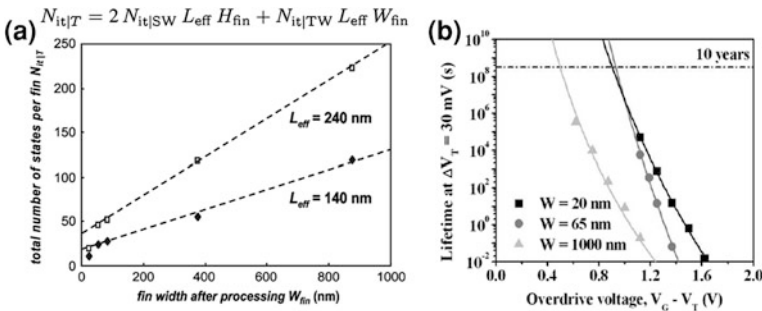 N_it|T = 2 N_it|SW L_eff H_fin + N_it|TW L_eff W_fin
(a)
250
200
150
100
50
0
0 200 400 600 800 1000
total number of states per fin N_it|T
L_eff = 240 nm
L_eff = 140 nm
fin width after processing W_fin (nm)
(b)
10 years
10^10
10^8
10^6
10^4
10^2
10^0
10^-2
0.0 0.4 0.8 1.2 1.6 2.0
Lifetime at ΔV_T = 30 mV (s)
W = 20 nm
W = 65 nm
W = 1000 nm
Overdrive voltage, V_G - V_T (V)